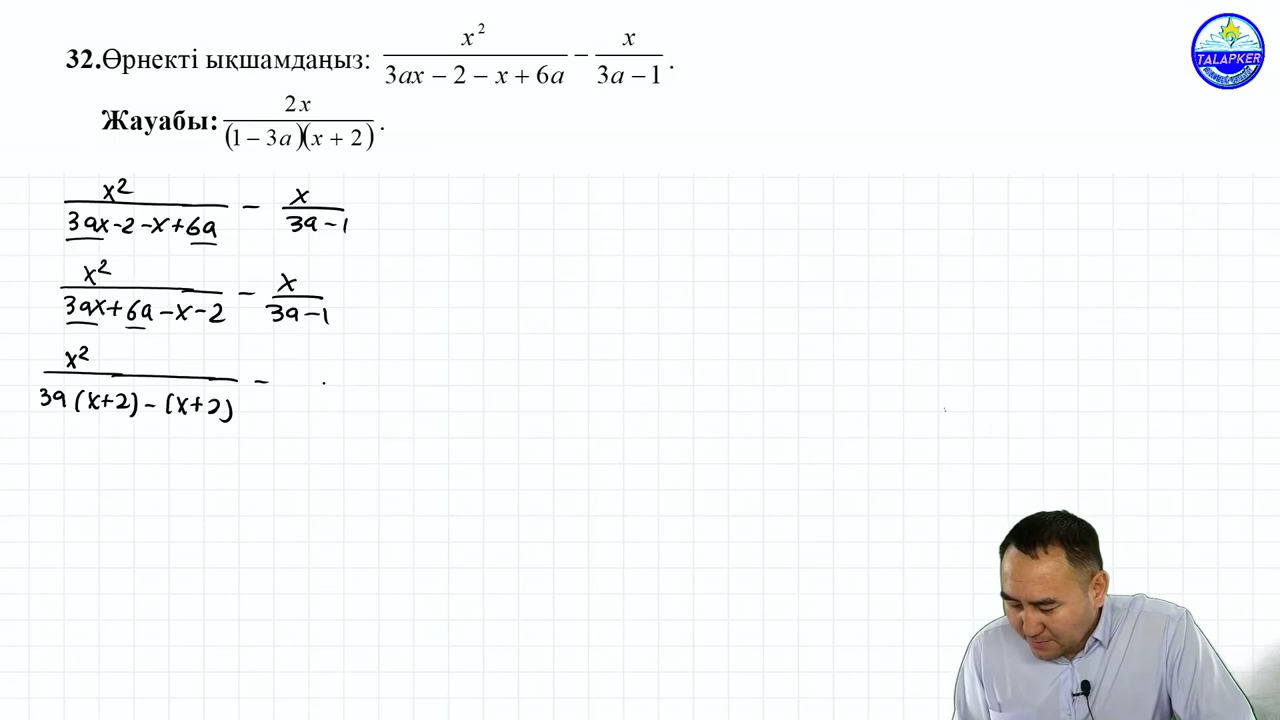 32.Өрнекті ықшамдаңыз: x²/(3ax − 2 − x + 6a) − x/(3a − 1).
TALAPKER
Жауабы: 2x/((1 − 3a)(x + 2)).
x²/(3ax-2-x+6a) - x/(3a-1)
x²/(3ax+6a-x-2) - x/(3a-1)
x²/(3a(x+2)-(x+2)) -